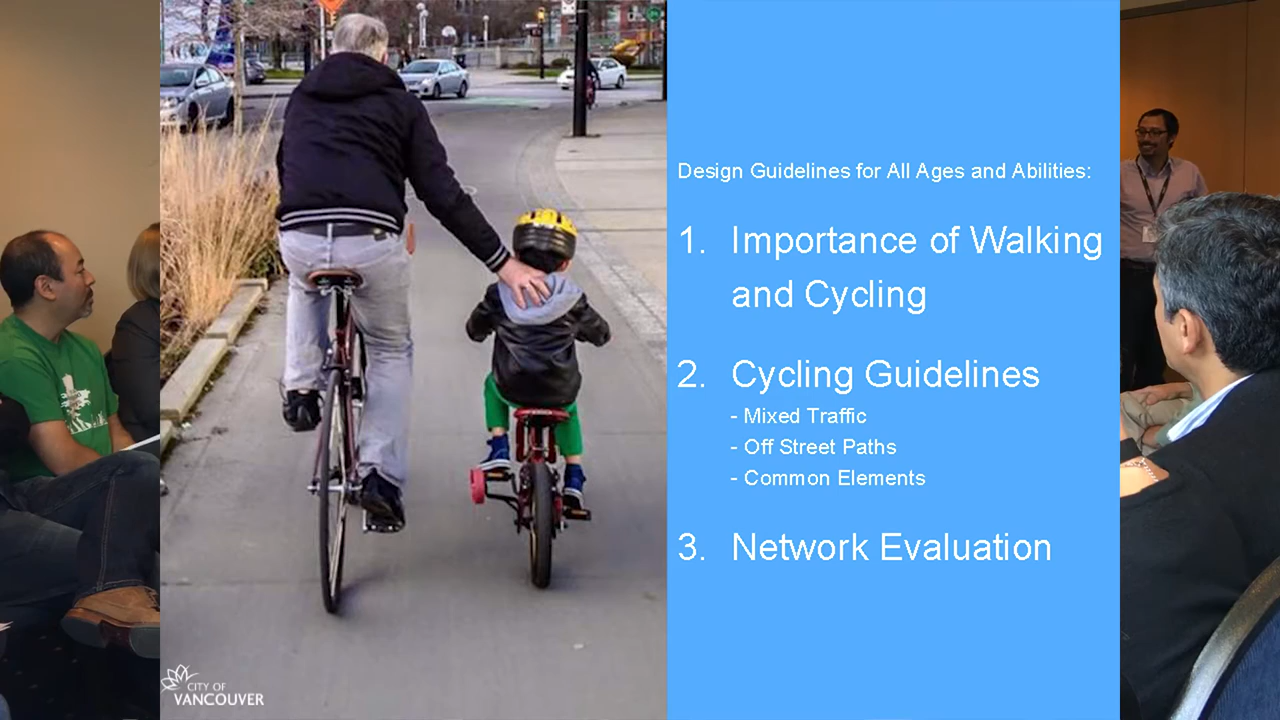 Design Guidelines for All Ages and Abilities:
1. Importance of Walking
and Cycling
2. Cycling Guidelines
- Mixed Traffic
- Off Street Paths
- Common Elements
3. Network Evaluation
CITY OF
VANCOUVER